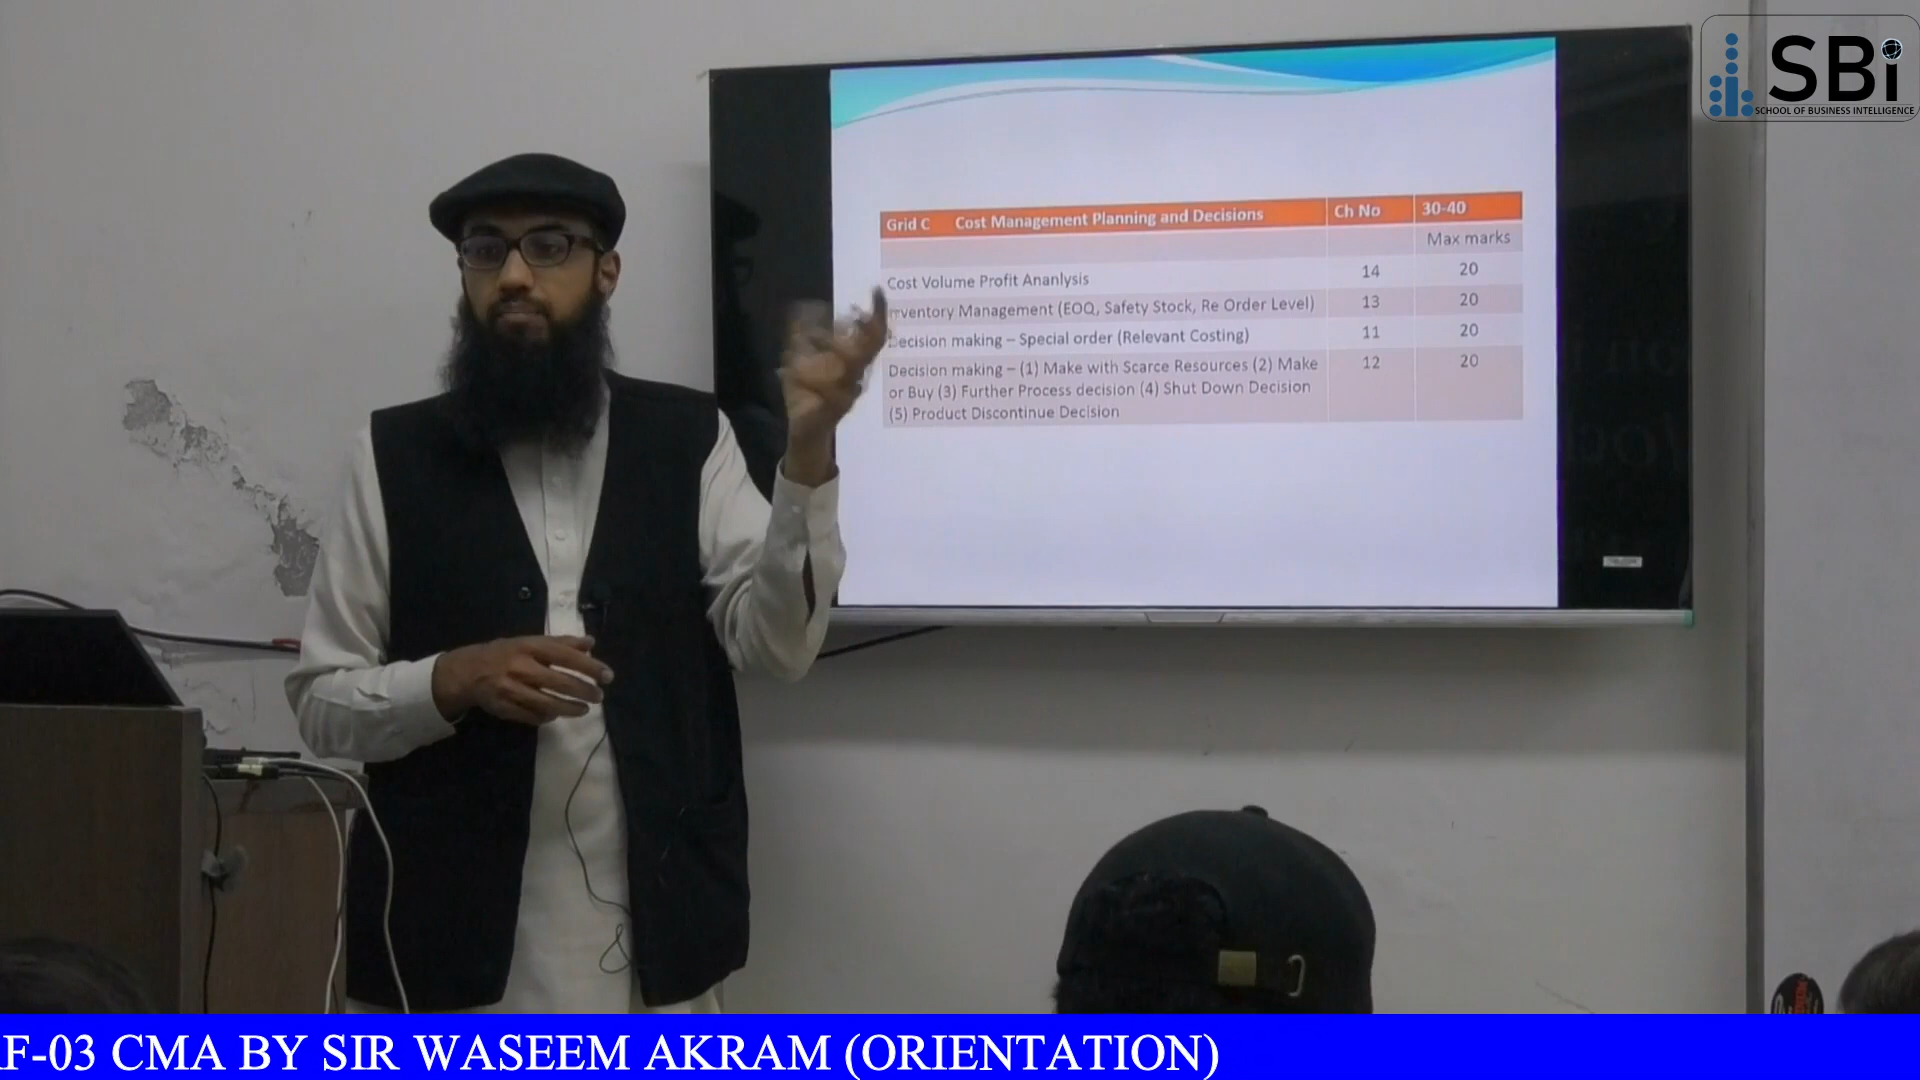 SBi
SCHOOL OF BUSINESS INTELLIGENCE
Grid C Cost Management Planning and Decisions Ch No 30-40
Max marks
Cost Volume Profit Ananlysis 14 20
nventory Management (EOQ, Safety Stock, Re Order Level) 13 20
ecision making – Special order (Relevant Costing) 11 20
Decision making – (1) Make with Scarce Resources (2) Make 12 20
or Buy (3) Further Process decision (4) Shut Down Decision
(5) Product Discontinue Decision
F-03 CMA BY SIR WASEEM AKRAM (ORIENTATION)